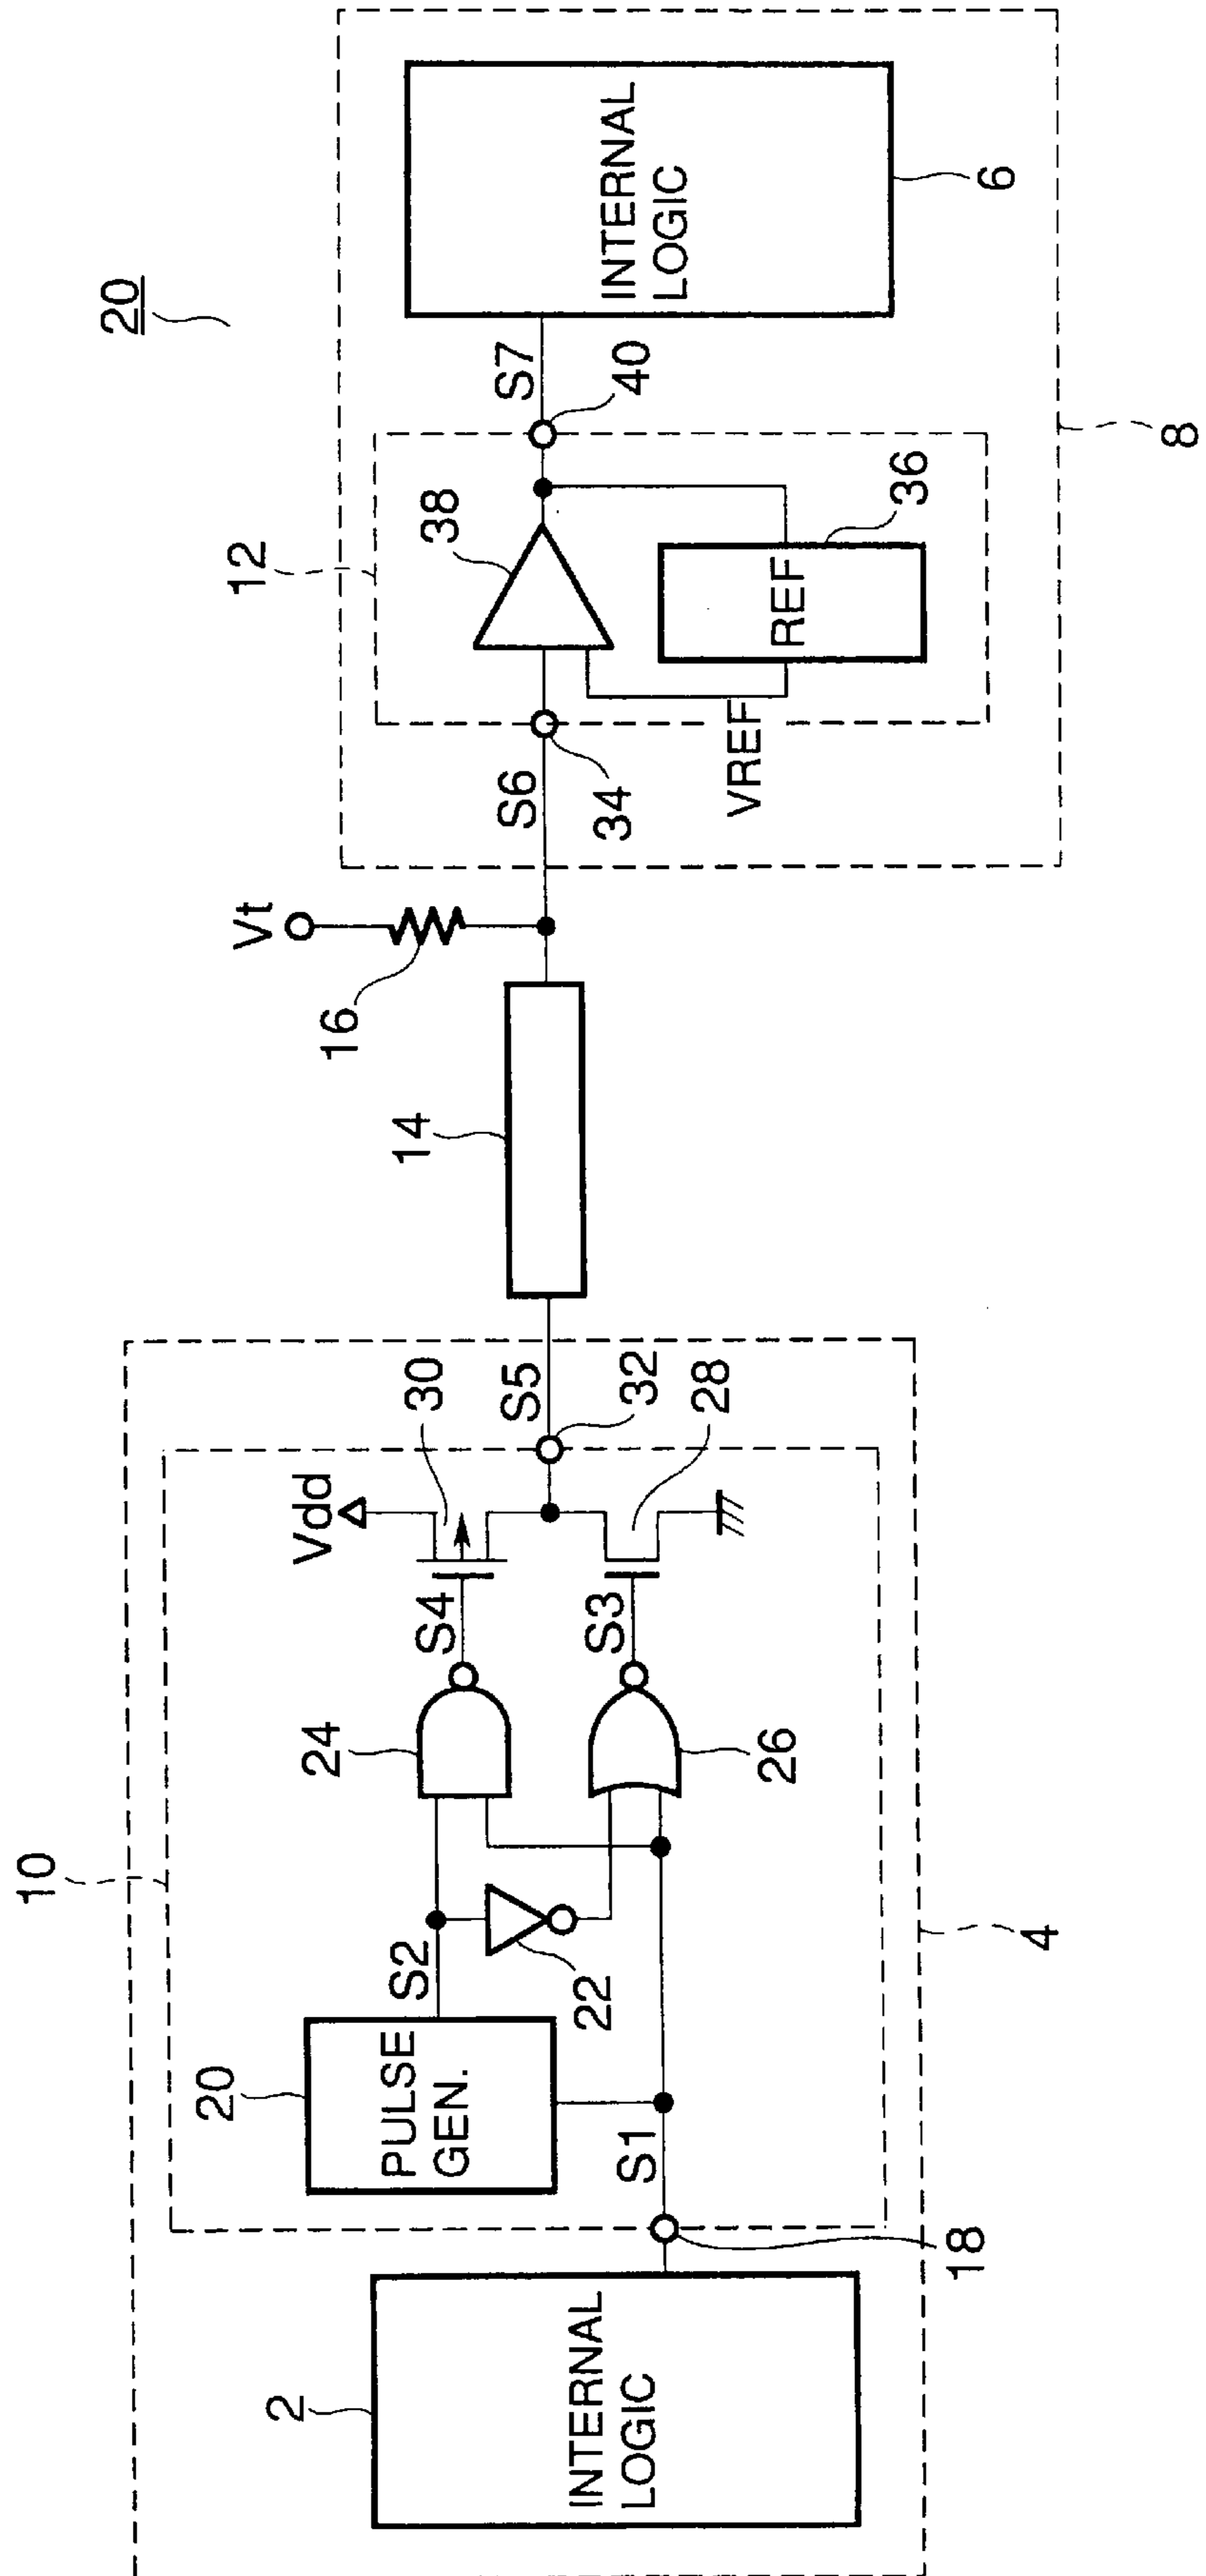 20
10
12
8
4
2
INTERNAL
LOGIC
18
S1
20
PULSE
GEN.
S2
22
24
26
S4
S3
Vdd
30
28
S5
32
14
16
Vt
S6
34
VREF
38
REF
36
40
S7
INTERNAL
LOGIC
6